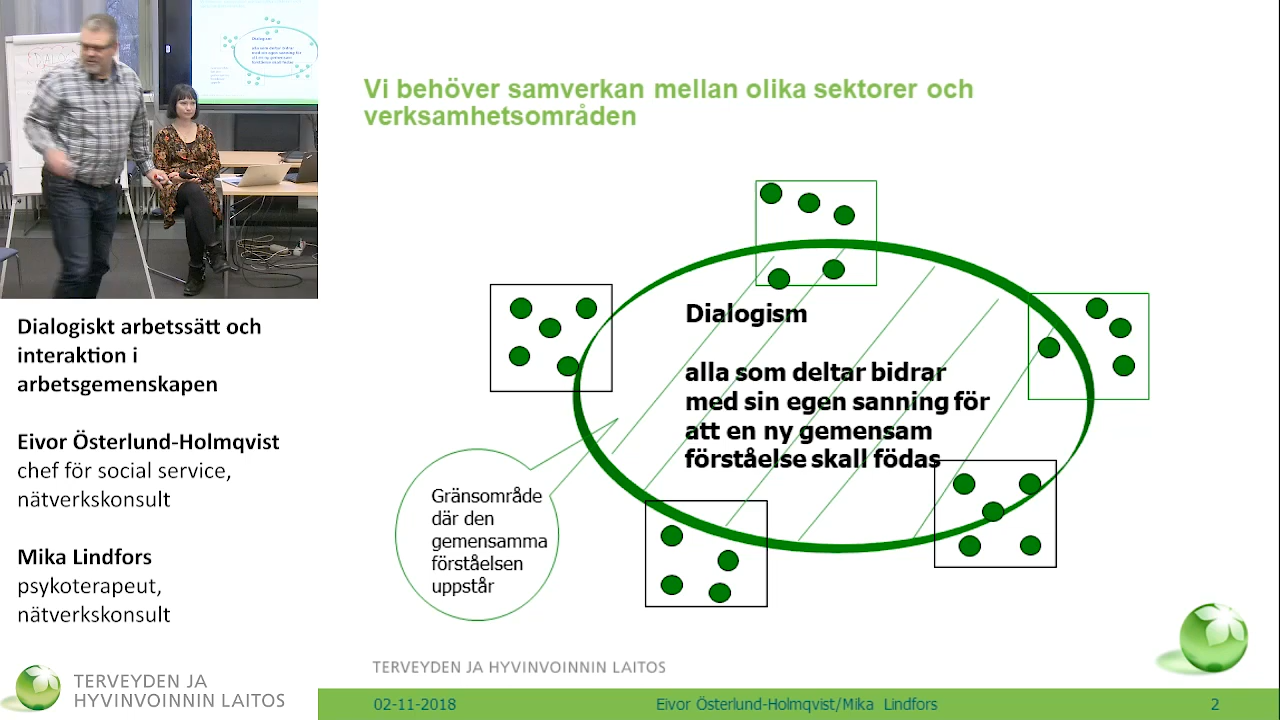 Vi behöver samverkan mellan olika sektorer och
verksamhetsområden
Dialogism
alla som deltar bidrar
med sin egen sanning för
att en ny gemensam
förståelse skall födas
Gränsområde
där den
gemensamma
förståelsen
uppstår
TERVEYDEN JA HYVINVOINNIN LAITOS
02-11-2018
Eivor Österlund-Holmqvist/Mika Lindfors
2
Dialogiskt arbetssätt och
interaktion i
arbetsgemenskapen
Eivor Österlund-Holmqvist
chef för social service,
nätverkskonsult
Mika Lindfors
psykoterapeut,
nätverkskonsult
TERVEYDEN JA
HYVINVOINNIN LAITOS